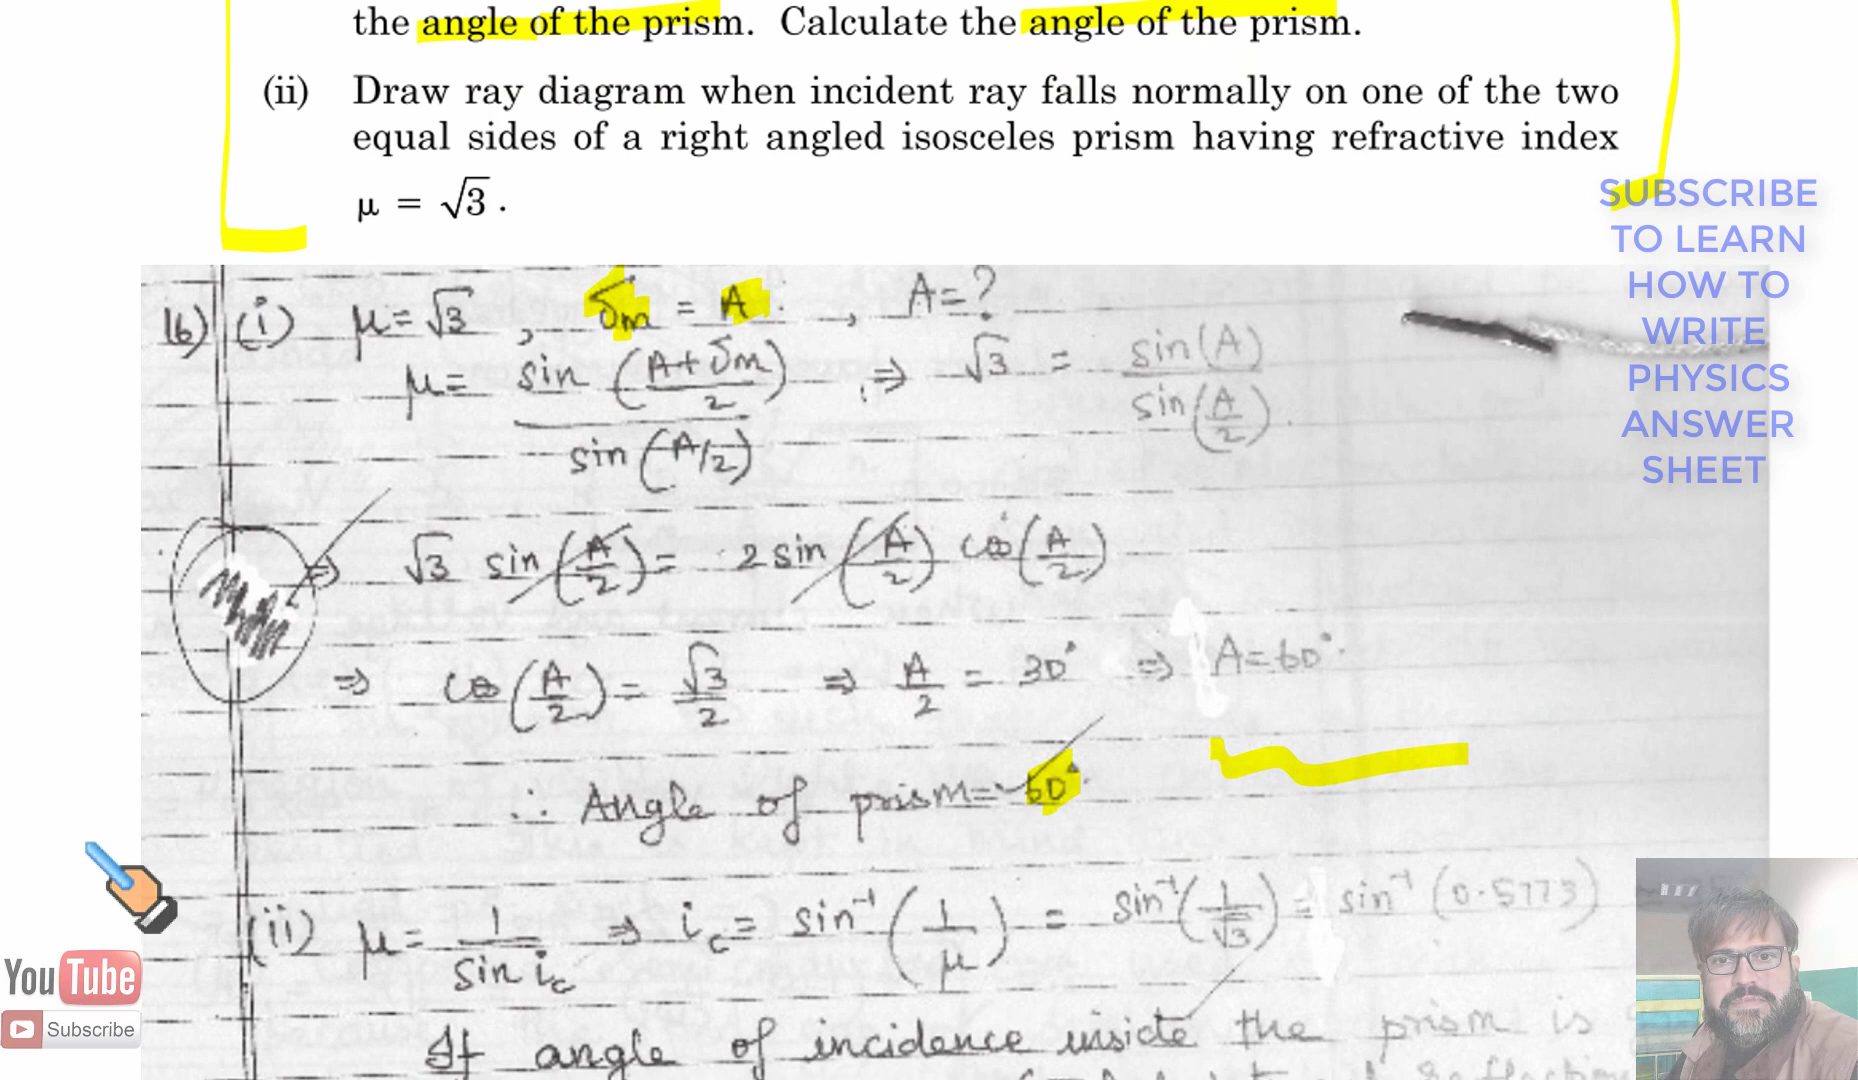 the angle of the prism. Calculate the angle of the prism.
(ii) Draw ray diagram when incident ray falls normally on one of the two
equal sides of a right angled isosceles prism having refractive index
μ = √3 .
SUBSCRIBE
TO LEARN
HOW TO
WRITE
PHYSICS
ANSWER
SHEET
16) (i) μ = √3 , δm = A , A = ?
μ = sin ((A + δm)/2) / sin (A/2) ⇒ √3 = sin(A) / sin(A/2)
⇒ √3 sin (A/2) = 2 sin (A/2) cos (A/2)
⇒ cos (A/2) = √3/2 ⇒ A/2 = 30° ⇒ A = 60°
∴ Angle of prism = 60°
(ii) μ = 1 / sin ic ⇒ ic = sin⁻¹ (1/μ) = sin⁻¹ (1/√3) = sin⁻¹ (0.5773)
If angle of incidence inside the prism is
YouTube
Subscribe